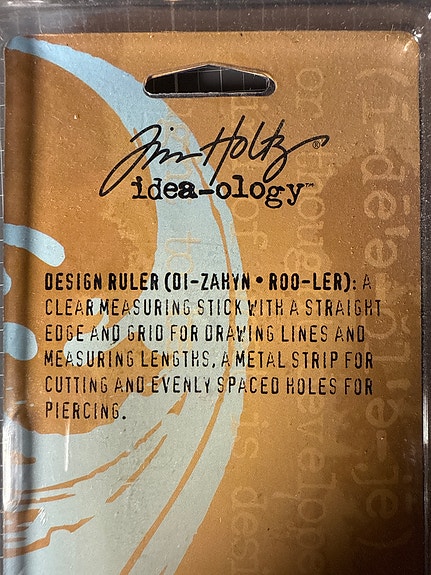 Tim Holtz®
idea-ology™
DESIGN RULER (DI-ZAHYN • ROO-LER): A
CLEAR MEASURING STICK WITH A STRAIGHT
EDGE AND GRID FOR DRAWING LINES AND
MEASURING LENGTHS, A METAL STRIP FOR
CUTTING AND EVENLY SPACED HOLES FOR
PIERCING.